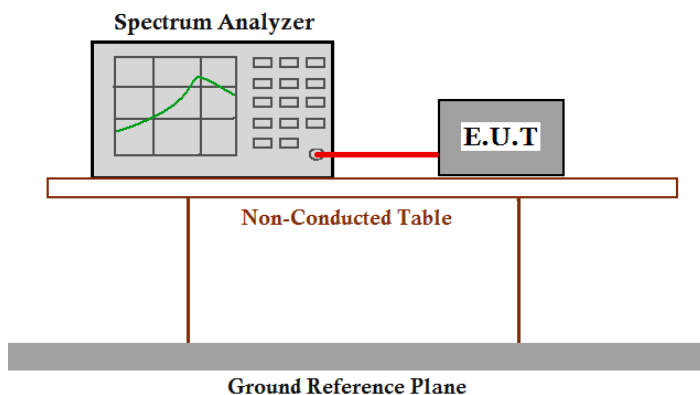 Spectrum Analyzer
E.U.T
Non-Conducted Table
Ground Reference Plane